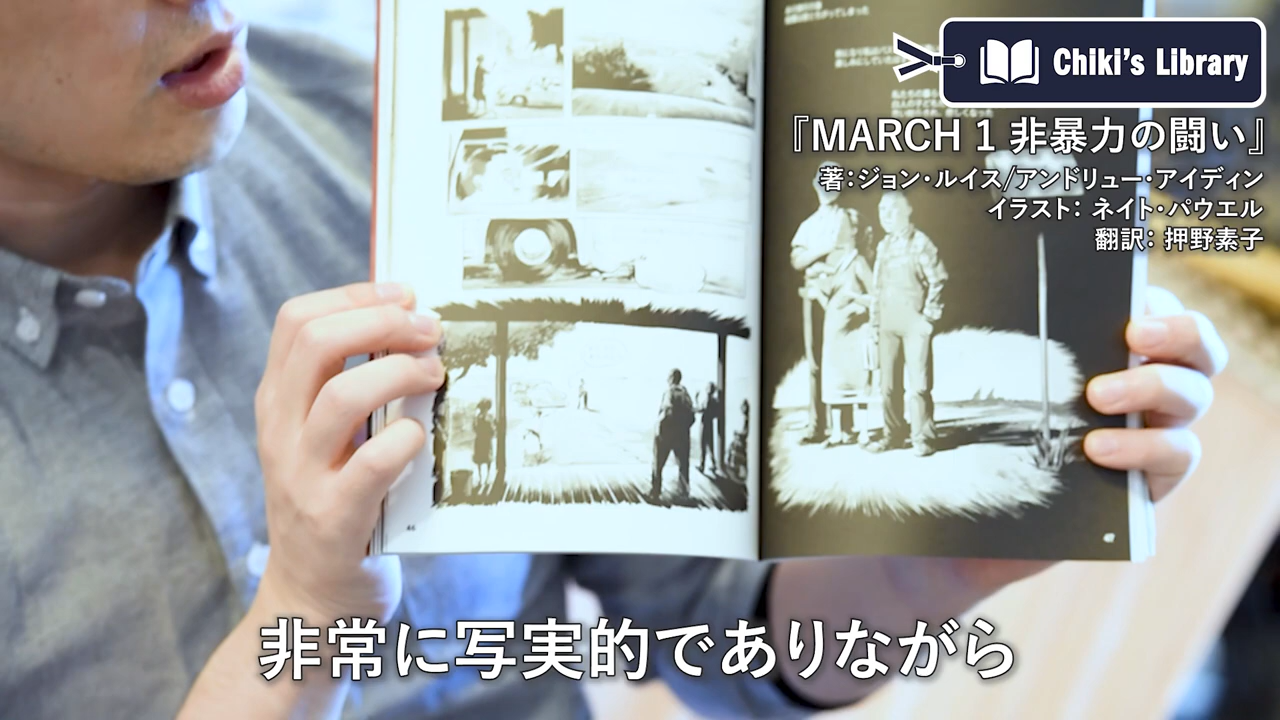 Chiki's Library
『MARCH 1 非暴力の闘い』
著：ジョン・ルイス/アンドリュー・アイディン
イラスト： ネイト・パウエル
翻訳： 押野素子
46
47
非常に写実的でありながら